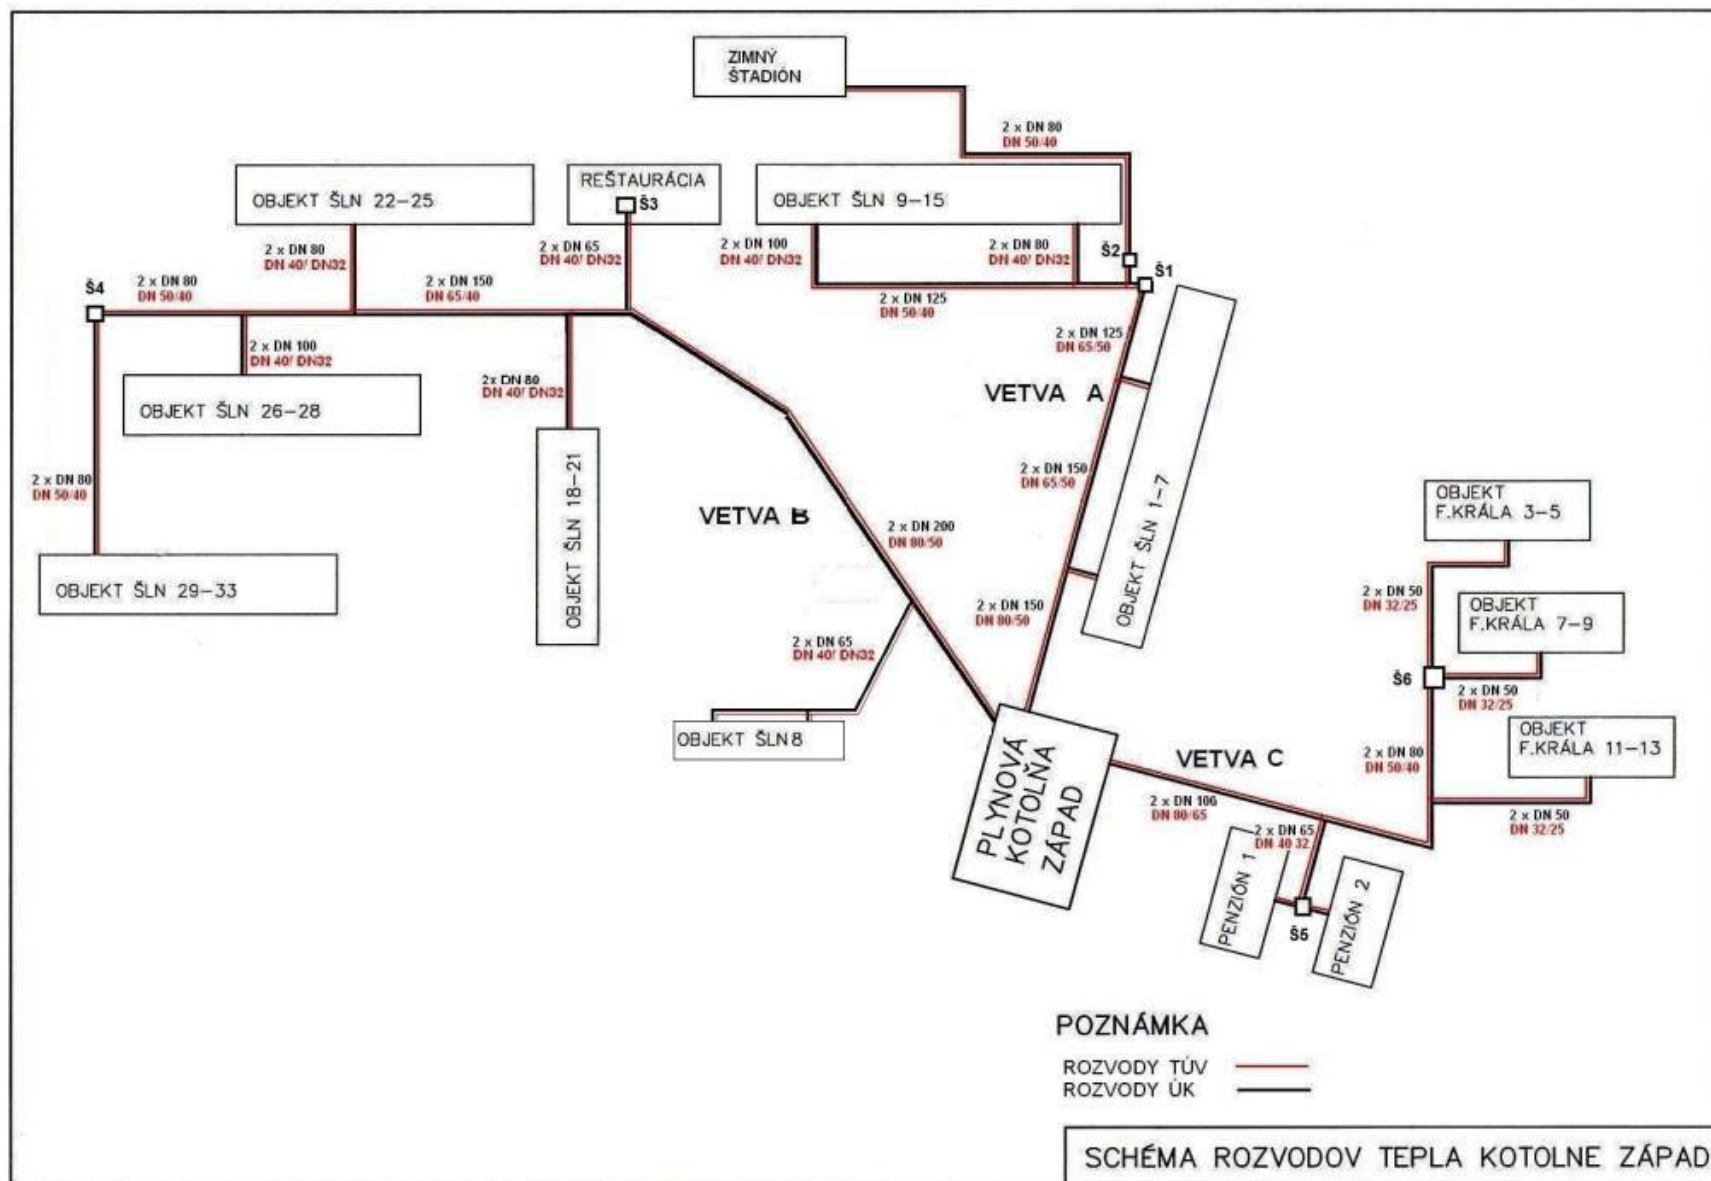 ZIMNÝ
ŠTADIÓN
2 x DN 80
DN 50/40
OBJEKT ŠLN 22-25
REŠTAURÁCIA
Š3
OBJEKT ŠLN 9-15
2 x DN 80
DN 40/ DN32
2 x DN 65
DN 40/ DN32
2 x DN 100
DN 40/ DN32
2 x DN 80
DN 40/ DN32
Š2
Š1
Š4
2 x DN 80
DN 50/40
2 x DN 150
DN 65/40
2 x DN 125
DN 50/40
2 x DN 100
DN 40/ DN32
2 x DN 125
DN 65/50
OBJEKT ŠLN 26-28
2x DN 80
DN 40/ DN32
VETVA A
2 x DN 80
DN 50/40
OBJEKT ŠLN 18-21
VETVA B
2 x DN 150
DN 65/50
OBJEKT ŠLN 1-7
2 x DN 200
DN 80/50
OBJEKT
F.KRÁLA 3-5
OBJEKT ŠLN 29-33
2 x DN 150
DN 80/50
2 x DN 50
DN 32/25
OBJEKT
F.KRÁLA 7-9
2 x DN 65
DN 40/ DN32
Š6
2 x DN 50
DN 32/25
OBJEKT ŠLN 8
PLYNOVÁ
KOTOLŇA
ZÁPAD
VETVA C
2 x DN 80
DN 50/40
OBJEKT
F.KRÁLA 11-13
2 x DN 106
DN 80/65
2 x DN 50
DN 32/25
2 x DN 65
DN 40 32
PENZIÓN 1
Š5
PENZIÓN 2
POZNÁMKA
ROZVODY TÚV
ROZVODY ÚK
SCHÉMA ROZVODOV TEPLA KOTOLNE ZÁPAD